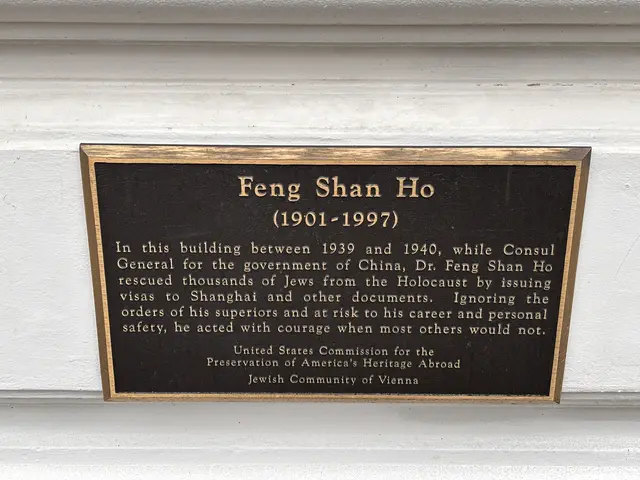 Feng Shan Ho
(1901-1997)
In this building between 1939 and 1940, while Consul
General for the government of China, Dr. Feng Shan Ho
rescued thousands of Jews from the Holocaust by issuing
visas to Shanghai and other documents. Ignoring the
orders of his superiors and at risk to his career and personal
safety, he acted with courage when most others would not.
United States Commission for the
Preservation of America's Heritage Abroad
Jewish Community of Vienna